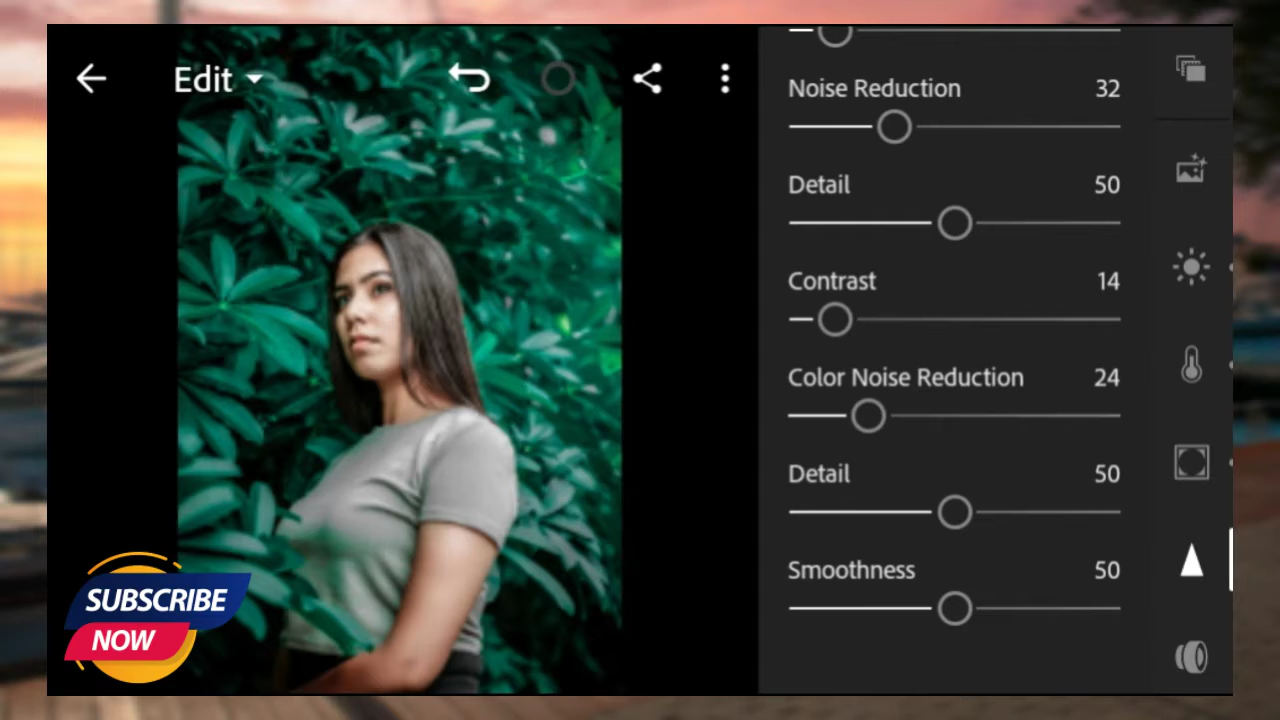 Edit
Noise Reduction 32
Detail 50
Contrast 14
Color Noise Reduction 24
Detail 50
Smoothness 50
SUBSCRIBE
NOW